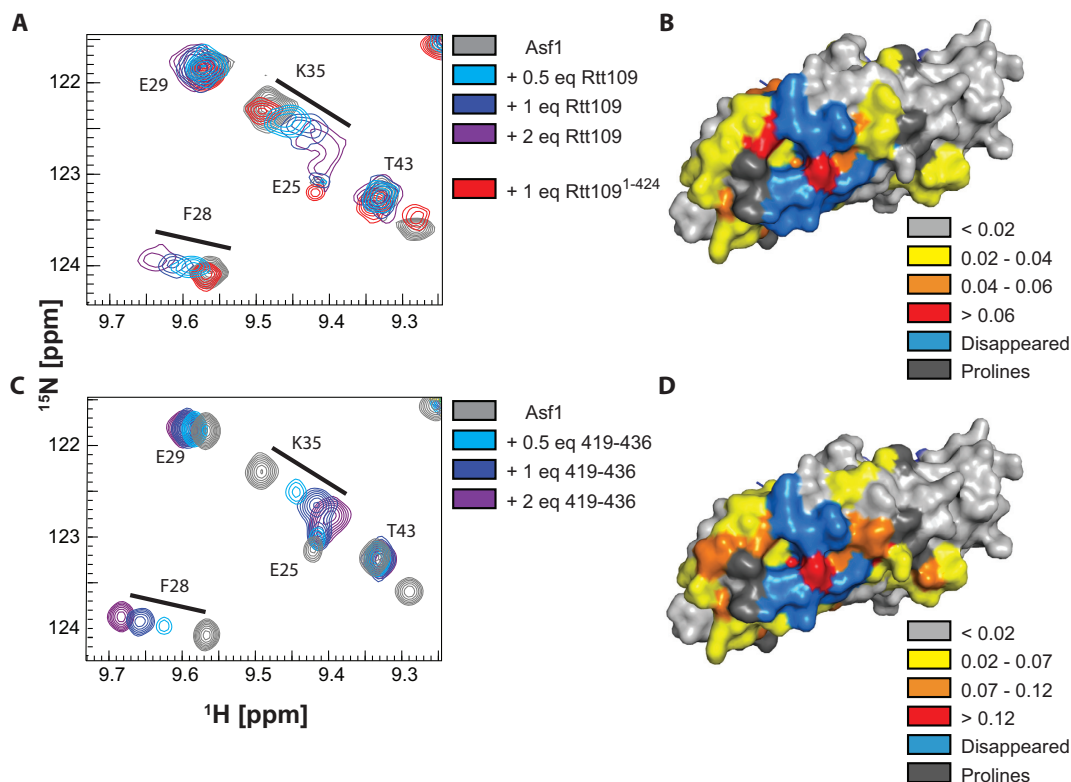 A
122
123
124
9.7
9.6
9.5
9.4
9.3
E29
K35
E25
T43
F28
Asf1
+ 0.5 eq Rtt109
+ 1 eq Rtt109
+ 2 eq Rtt109
+ 1 eq Rtt109¹⁻⁴²⁴
B
< 0.02
0.02 - 0.04
0.04 - 0.06
> 0.06
Disappeared
Prolines
¹⁵N [ppm]
C
122
123
124
9.7
9.6
9.5
9.4
9.3
E29
K35
E25
T43
F28
¹H [ppm]
Asf1
+ 0.5 eq 419-436
+ 1 eq 419-436
+ 2 eq 419-436
D
< 0.02
0.02 - 0.07
0.07 - 0.12
> 0.12
Disappeared
Prolines